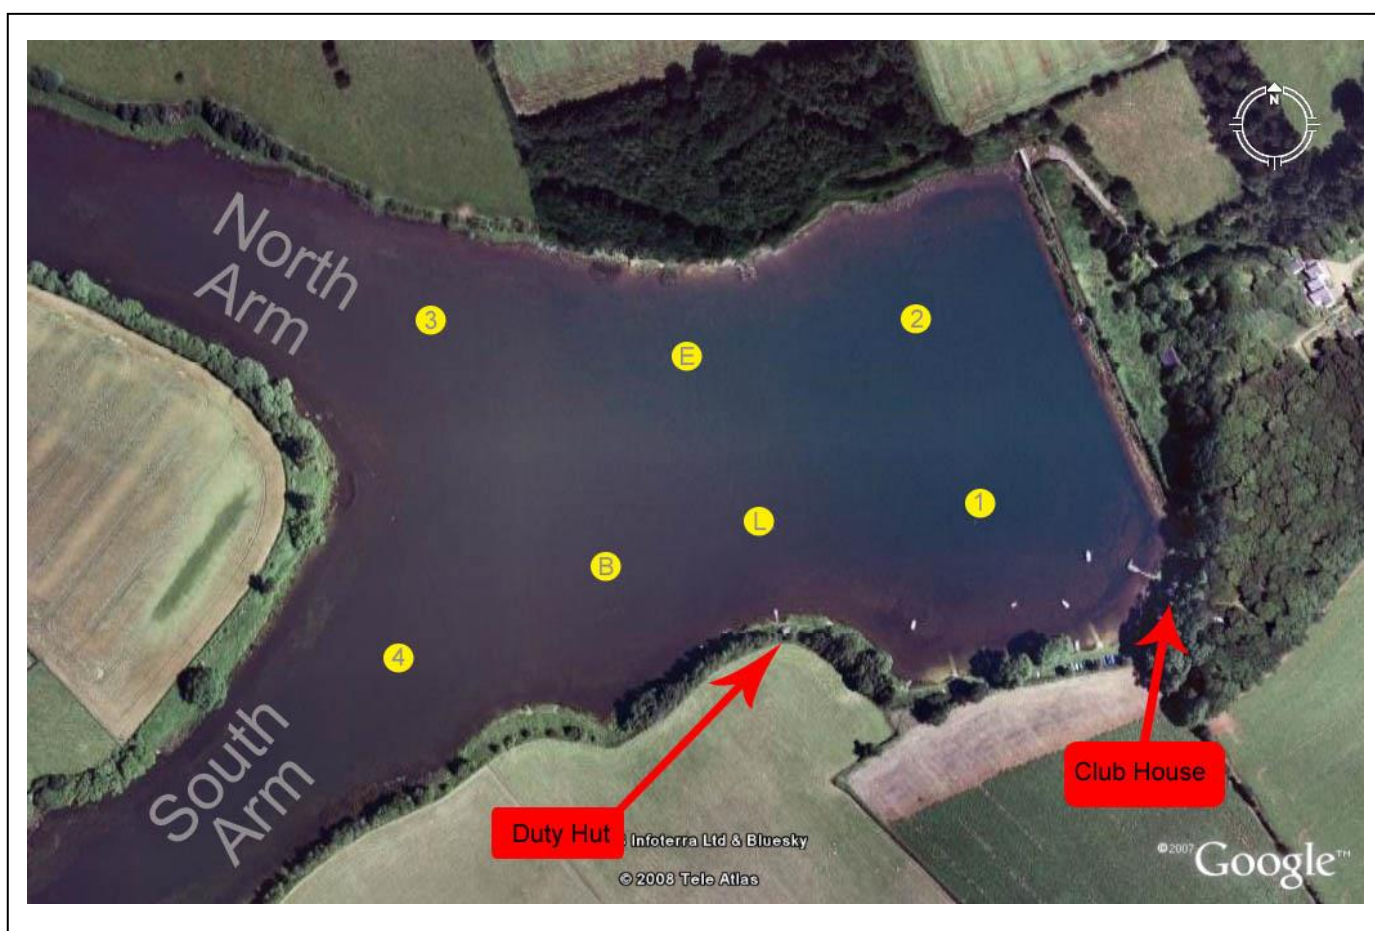 N
North
Arm
3
E
2
1
L
B
4
South
Arm
Club House
Duty Hut
Infoterra Ltd & Bluesky
© 2008 Tele Atlas
©2007 Google™